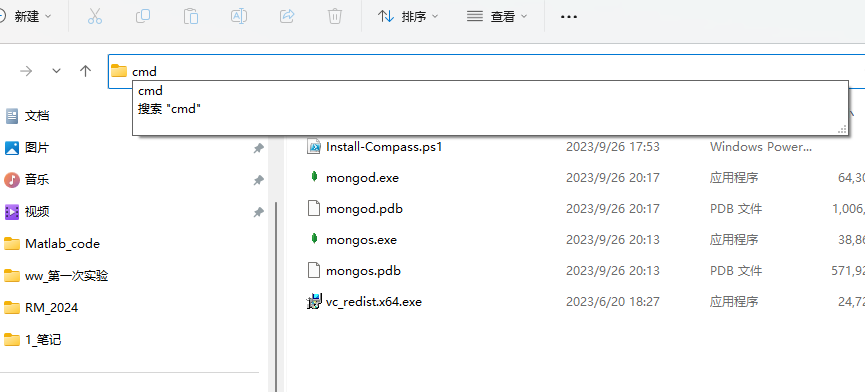 新建 排序 查看
cmd
cmd
搜索 "cmd"
文档
图片
音乐
视频
Matlab_code
ww_第一次实验
RM_2024
1_笔记
Install-Compass.ps1 2023/9/26 17:53 Windows Power...
mongod.exe 2023/9/26 20:17 应用程序 64,30
mongod.pdb 2023/9/26 20:17 PDB 文件 1,006,
mongos.exe 2023/9/26 20:13 应用程序 38,86
mongos.pdb 2023/9/26 20:13 PDB 文件 571,92
vc_redist.x64.exe 2023/6/20 18:27 应用程序 24,72